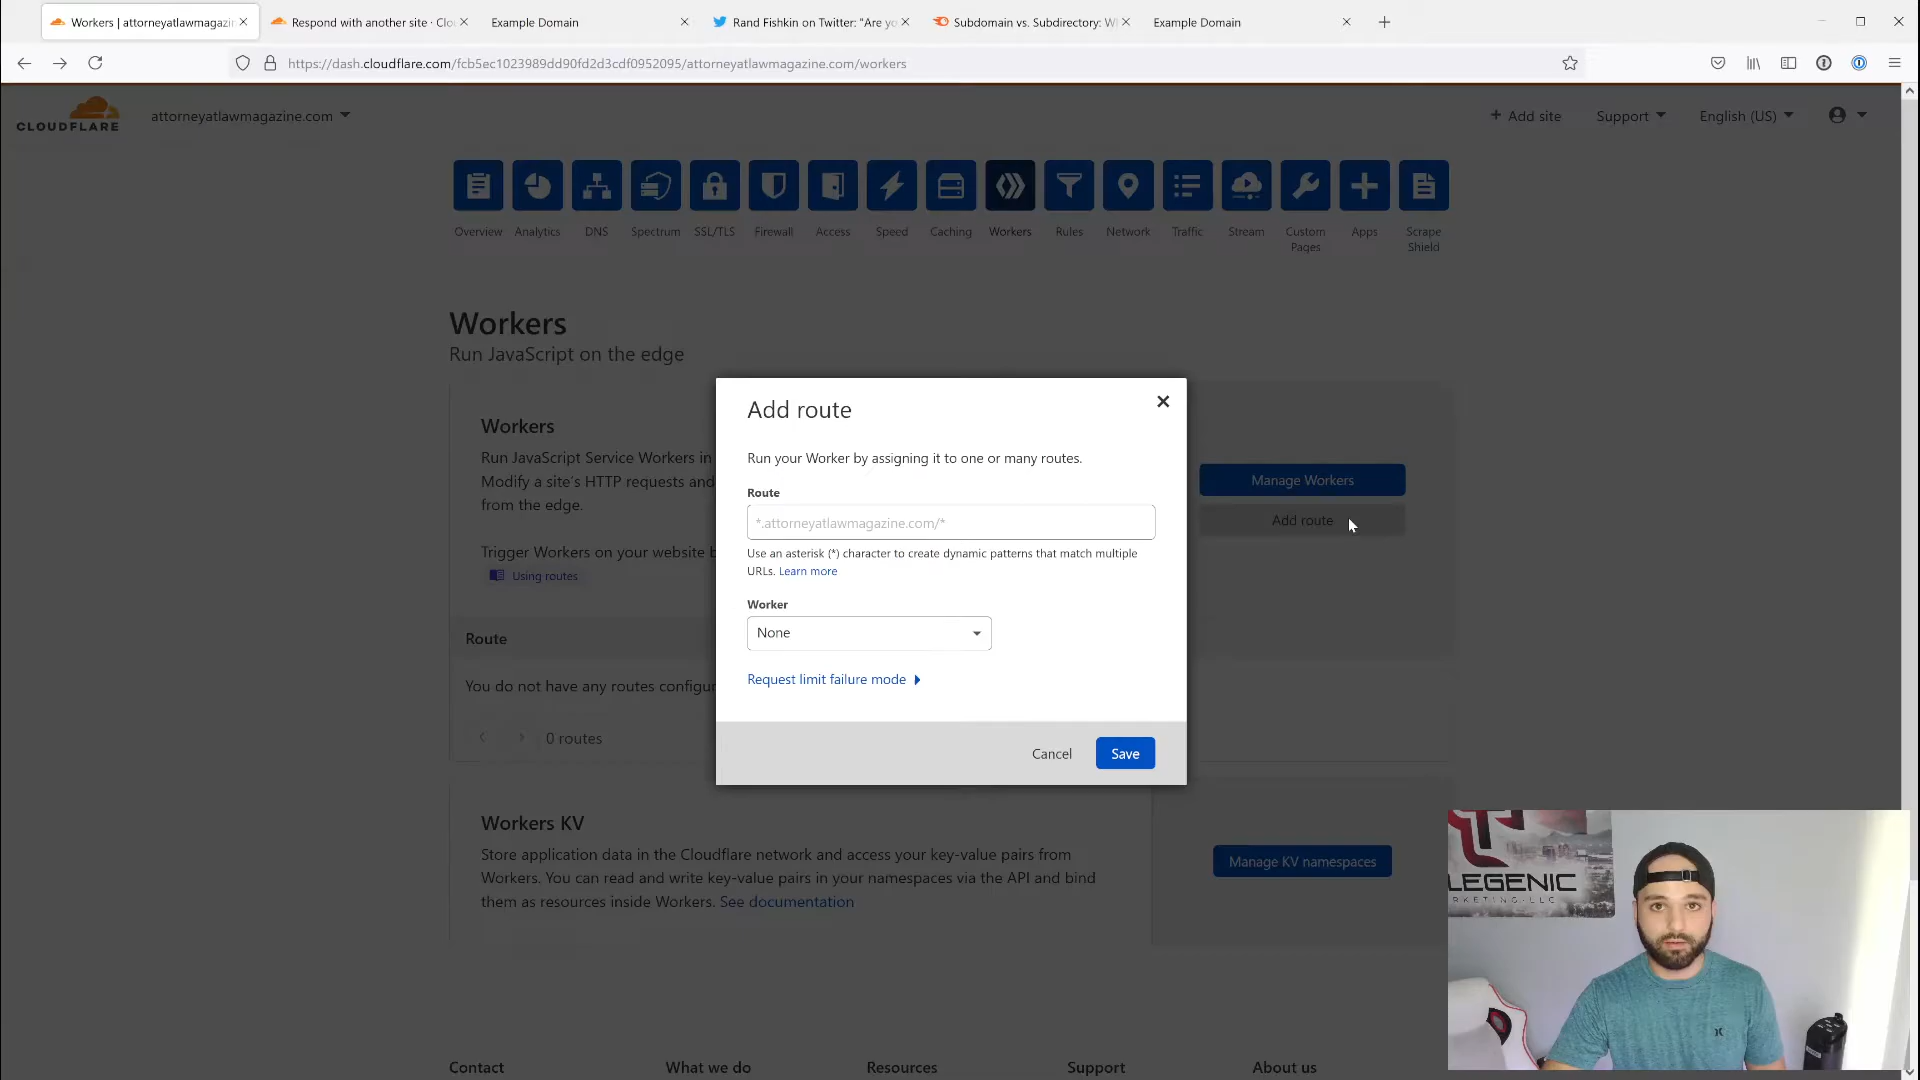 Workers | attorneyatlawmagazin
Respond with another site · Clo
Example Domain
Rand Fishkin on Twitter: "Are yo
Subdomain vs. Subdirectory: W
Example Domain
https://dash.cloudflare.com/fcb5ec1023989dd90fd2d3cdf0952095/attorneyatlawmagazine.com/workers
CLOUDFLARE
attorneyatlawmagazine.com
+ Add site
Support
English (US)
Overview
Analytics
DNS
Spectrum
SSL/TLS
Firewall
Access
Speed
Caching
Workers
Rules
Network
Traffic
Stream
Custom
Pages
Apps
Scrape
Shield
Workers
Run JavaScript on the edge
Workers
Run JavaScript Service Workers in
Modify a site's HTTP requests and
from the edge.
Trigger Workers on your website b
Using routes
Manage Workers
Add route
Route
You do not have any routes configur
0 routes
Add route
Run your Worker by assigning it to one or many routes.
Route
*.attorneyatlawmagazine.com/*
Use an asterisk (*) character to create dynamic patterns that match multiple
URLs. Learn more
Worker
None
Request limit failure mode
Cancel
Save
Workers KV
Store application data in the Cloudflare network and access your key-value pairs from
Workers. You can read and write key-value pairs in your namespaces via the API and bind
them as resources inside Workers. See documentation
Manage KV namespaces
LEGENIC
RKETING·LLC
Contact
What we do
Resources
Support
About us